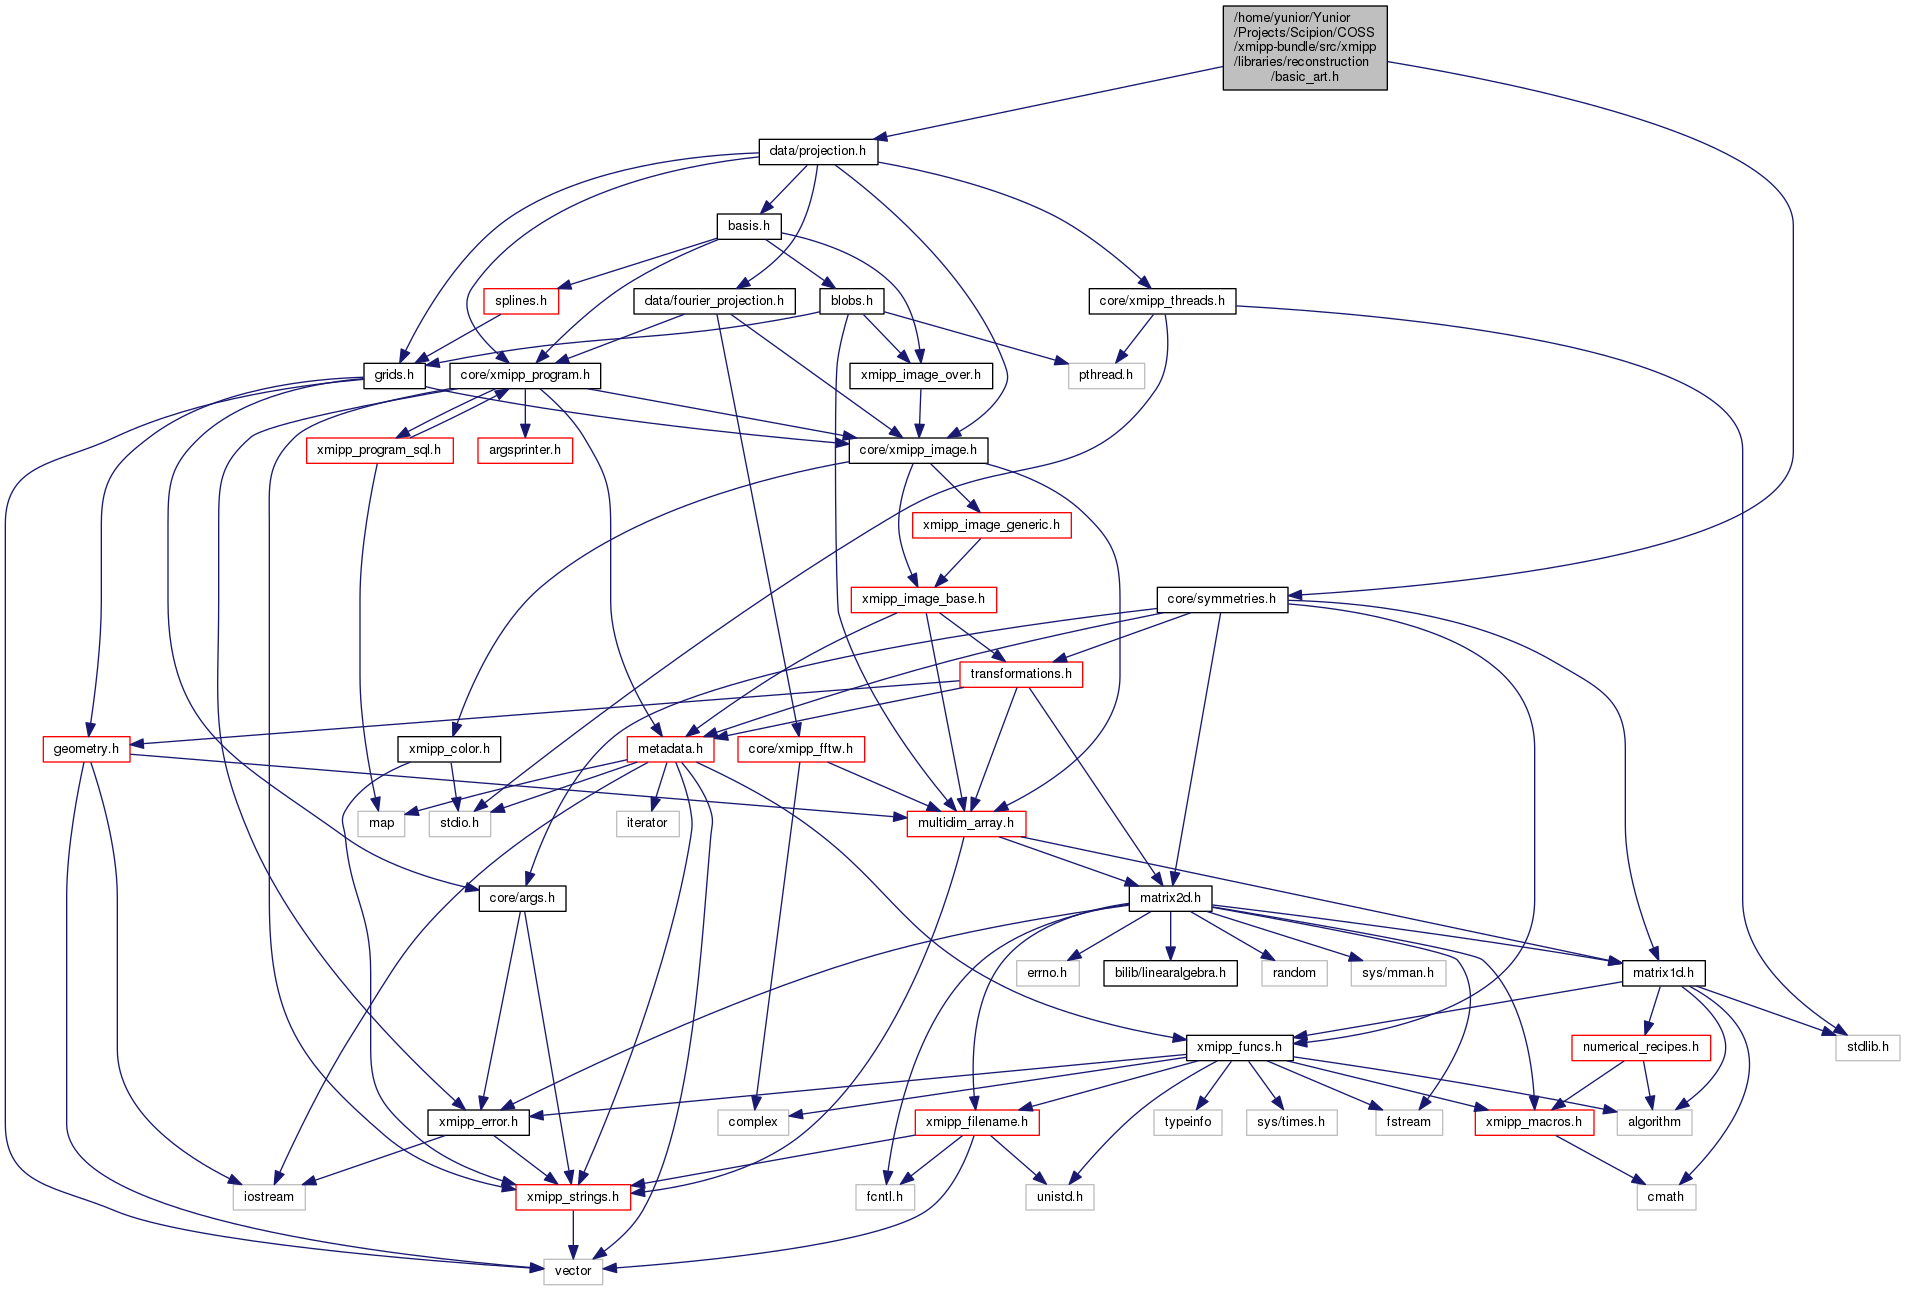 /home/yunior/Yunior
/Projects/Scipion/COSS
/xmipp-bundle/src/xmipp
/libraries/reconstruction
/basic_art.h
data/projection.h
basis.h
splines.h
data/fourier_projection.h
blobs.h
core/xmipp_threads.h
grids.h
core/xmipp_program.h
xmipp_image_over.h
pthread.h
xmipp_program_sql.h
argsprinter.h
core/xmipp_image.h
xmipp_image_generic.h
xmipp_image_base.h
core/symmetries.h
transformations.h
geometry.h
xmipp_color.h
metadata.h
core/xmipp_fftw.h
map
stdio.h
iterator
multidim_array.h
core/args.h
matrix2d.h
errno.h
bilib/linearalgebra.h
random
sys/mman.h
matrix1d.h
xmipp_funcs.h
numerical_recipes.h
stdlib.h
xmipp_error.h
complex
xmipp_filename.h
typeinfo
sys/times.h
fstream
xmipp_macros.h
algorithm
iostream
xmipp_strings.h
fcntl.h
unistd.h
cmath
vector